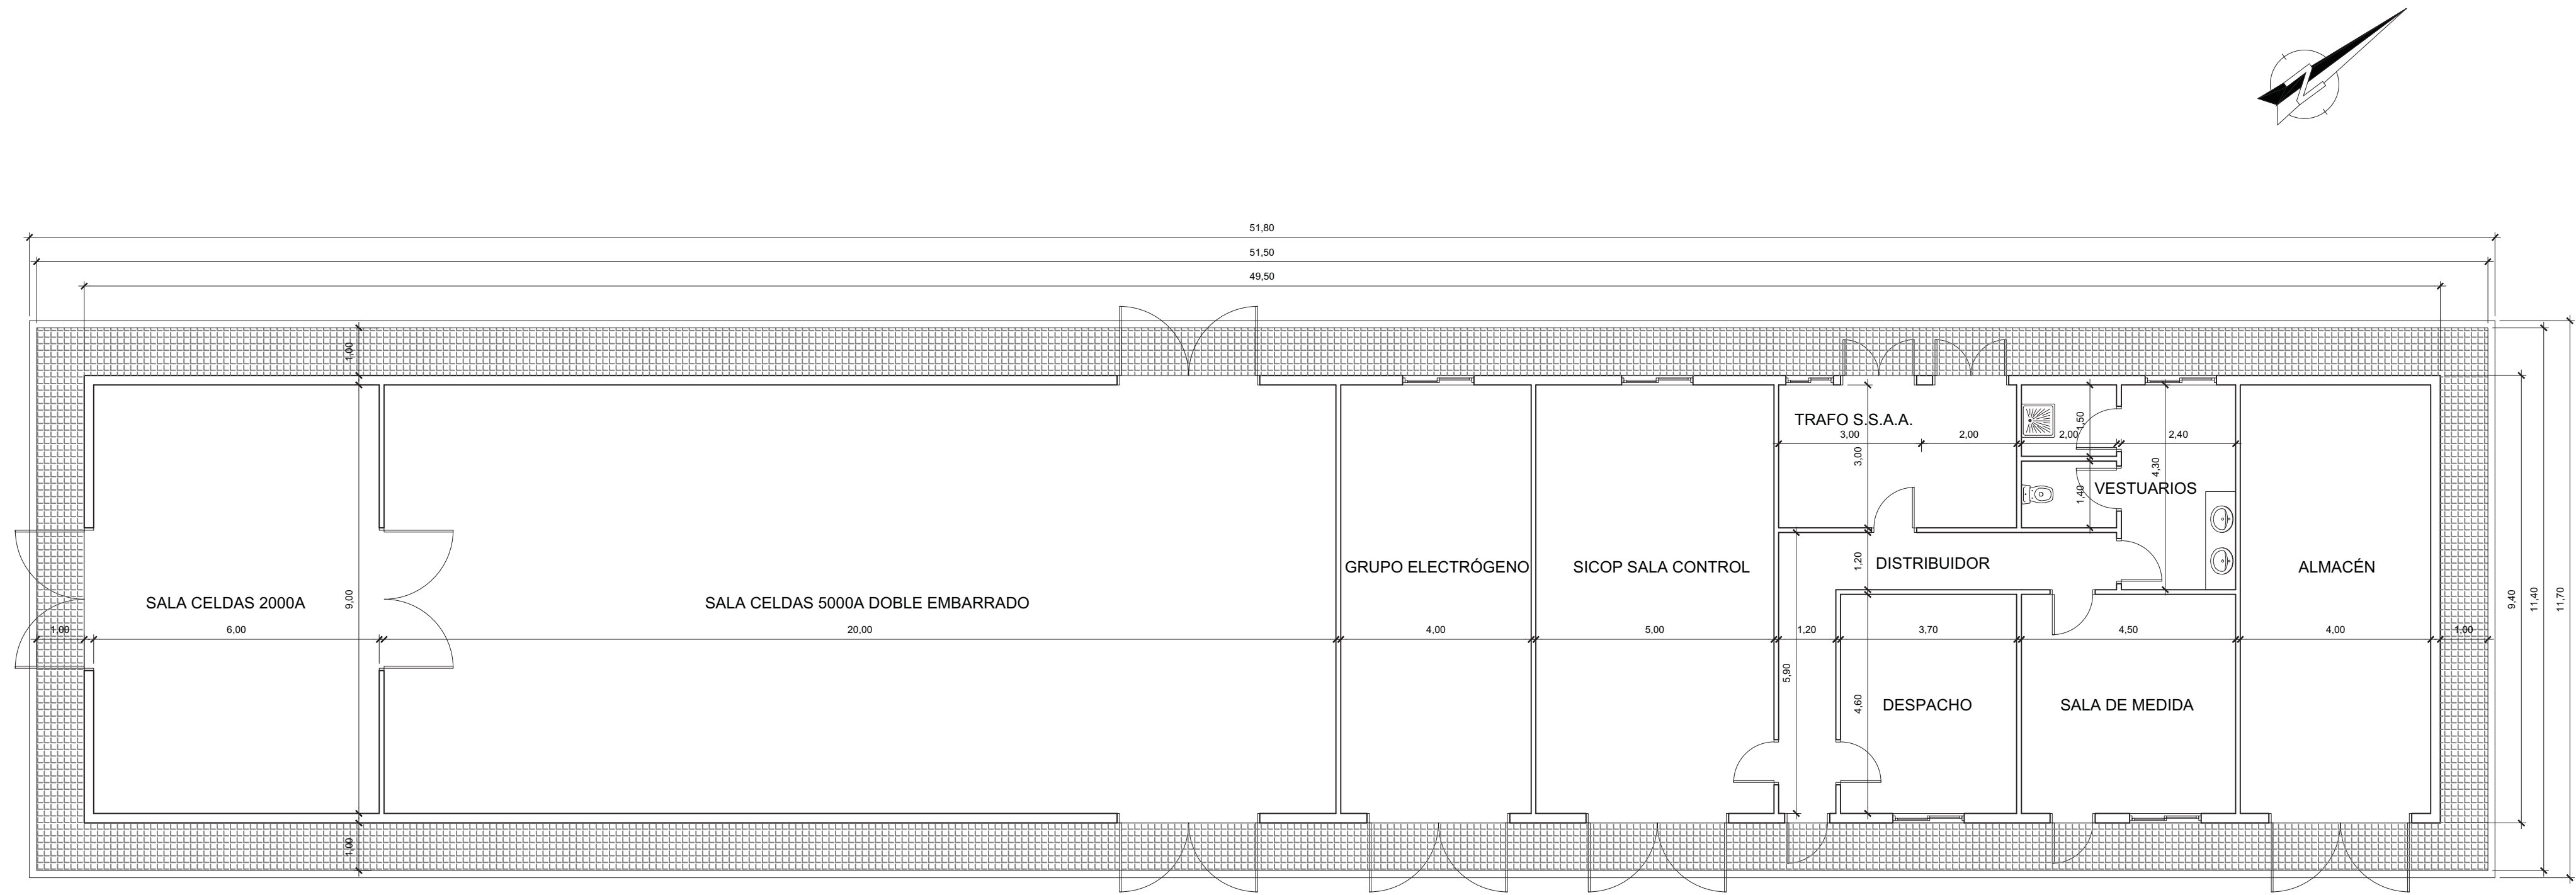 N
51,80
51,50
49,50
1,00
1,50
TRAFO S.S.A.A.
3,00
2,00
2,00
2,40
3,00
4,30
1,40
VESTUARIOS
1,20
DISTRIBUIDOR
GRUPO ELECTRÓGENO
SICOP SALA CONTROL
ALMACÉN
SALA CELDAS 2000A
9,00
SALA CELDAS 5000A DOBLE EMBARRADO
9,40
11,40
11,70
1,00
6,00
20,00
4,00
5,00
1,20
3,70
4,50
4,00
1,00
5,90
4,60
DESPACHO
SALA DE MEDIDA
1,00